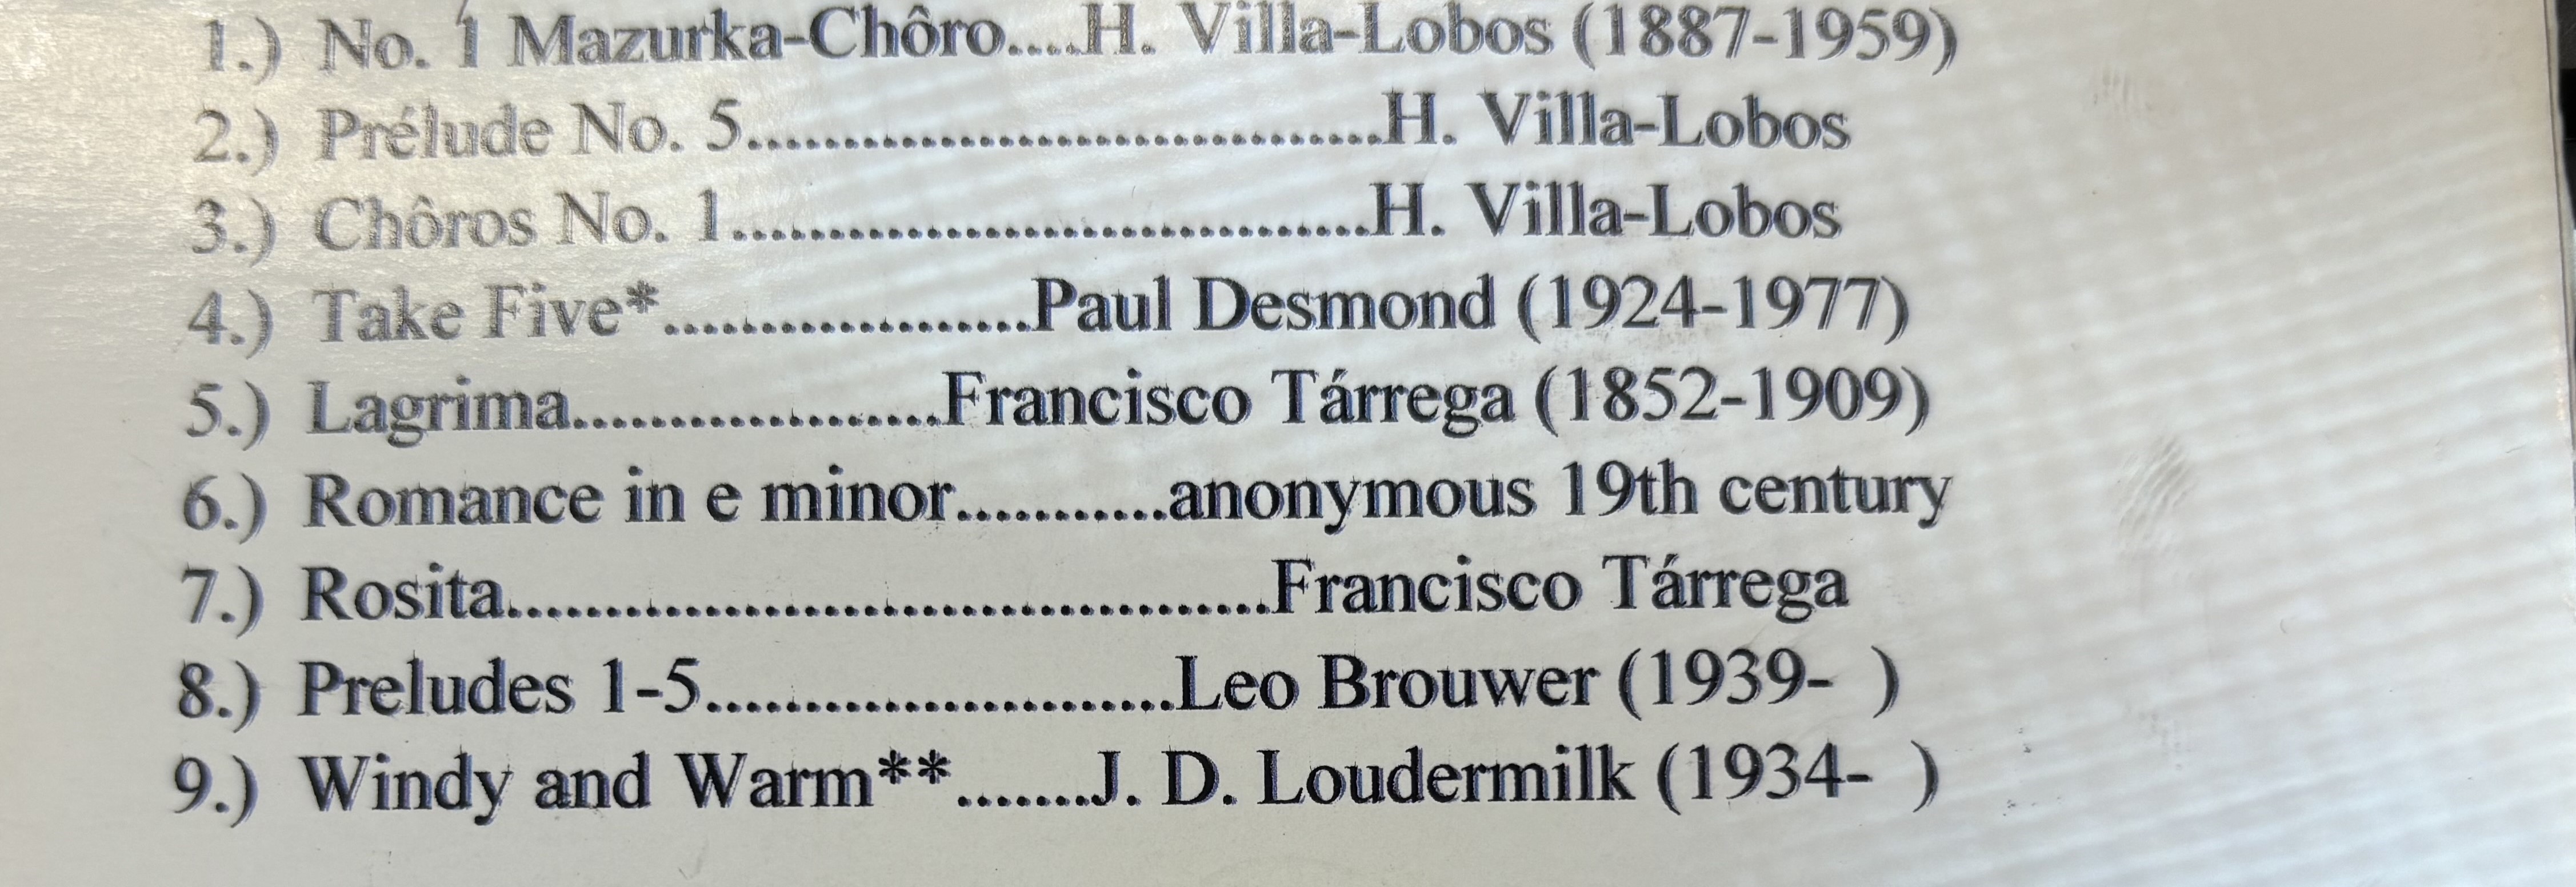 1.) No. 1 Mazurka-Chôro....H. Villa-Lobos (1887-1959)
2.) Prélude No. 5.........................................H. Villa-Lobos
3.) Chôros No. 1.........................................H. Villa-Lobos
4.) Take Five*........................Paul Desmond (1924-1977)
5.) Lagrima........................Francisco Tárrega (1852-1909)
6.) Romance in e minor.............anonymous 19th century
7.) Rosita.................................................Francisco Tárrega
8.) Preludes 1-5..............................Leo Brouwer (1939- )
9.) Windy and Warm**........J. D. Loudermilk (1934- )